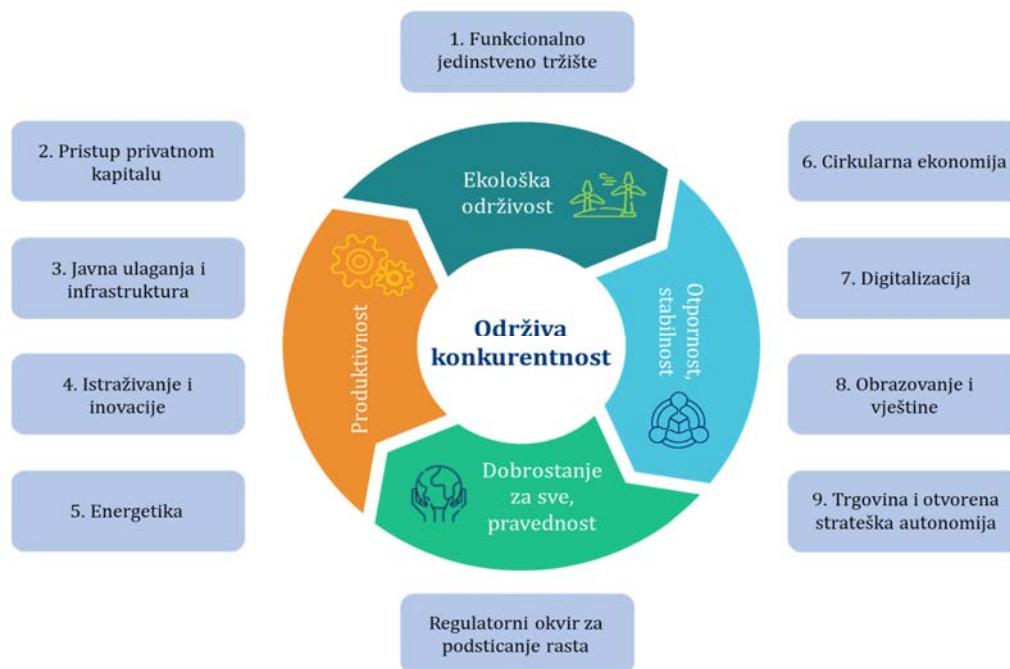 1. Funkcionalno
jedinstveno tržište
2. Pristup privatnom
kapitalu
3. Javna ulaganja i
infrastruktura
4. Istraživanje i
inovacije
5. Energetika
Ekološka
održivost
Produktivnost
Održiva
konkurentnost
Otpornost,
stabilnost
Dobrostanje
za sve,
pravednost
6. Cirkularna ekonomija
7. Digitalizacija
8. Obrazovanje i
vještine
9. Trgovina i otvorena
strateška autonomija
Regulatorni okvir za
podsticanje rasta